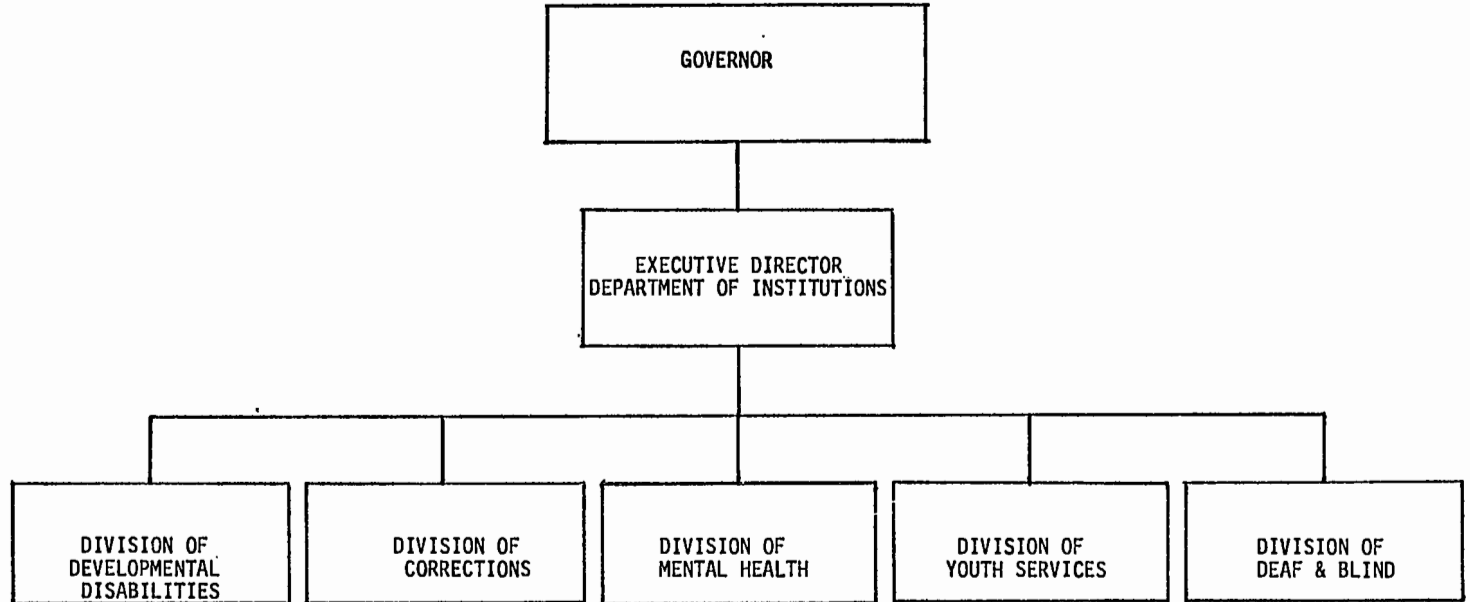 GOVERNOR
EXECUTIVE DIRECTOR
DEPARTMENT OF INSTITUTIONS
DIVISION OF
DEVELOPMENTAL
DISABILITIES
DIVISION OF
CORRECTIONS
DIVISION OF
MENTAL HEALTH
DIVISION OF
YOUTH SERVICES
DIVISION OF
DEAF & BLIND